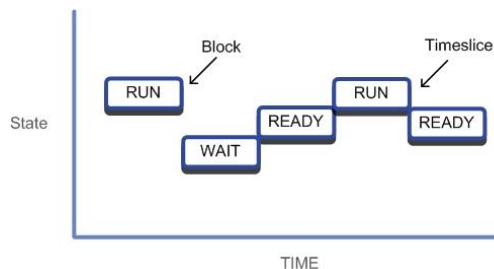 Block
Timeslice
RUN
RUN
READY
READY
State
WAIT
TIME